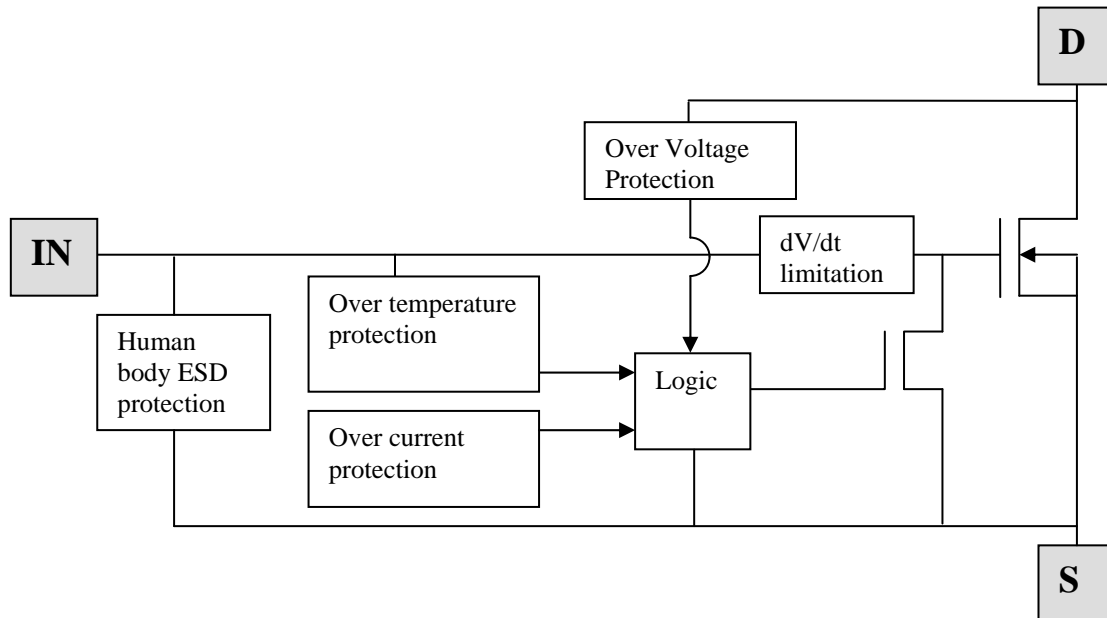 D
Over Voltage
Protection
IN
dV/dt
limitation
Over temperature
protection
Human
body ESD
protection
Logic
Over current
protection
S